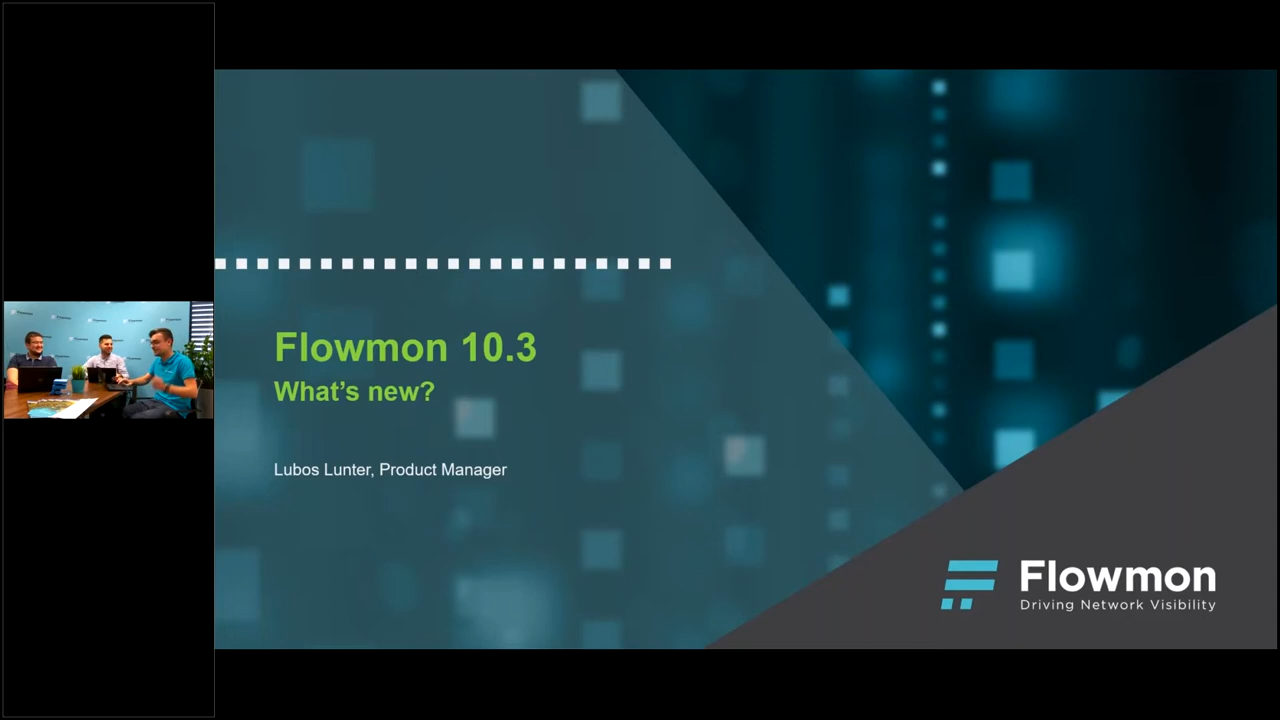 Flowmon 10.3
What's new?
Lubos Lunter, Product Manager
Flowmon
Driving Network Visibility